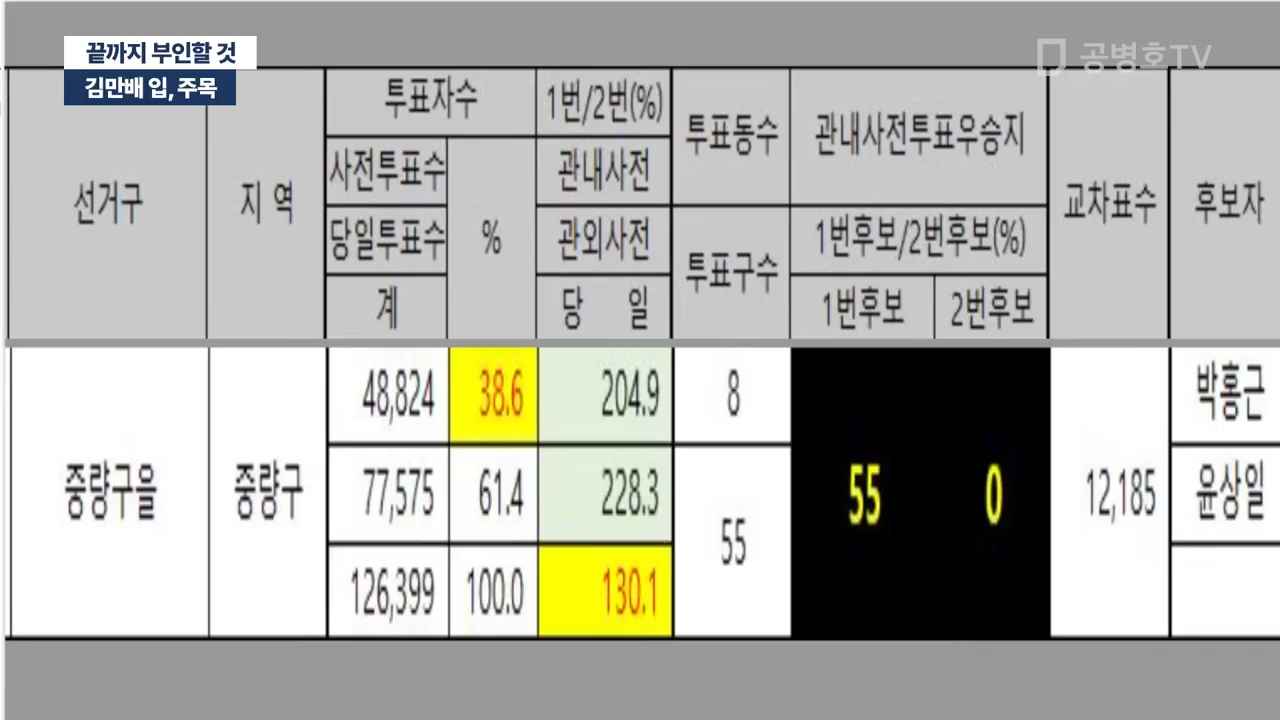 끝까지 부인할 것
김만배 입, 주목
공병호TV
선거구
지 역
투표자수
사전투표수
당일투표수
계
%
1번/2번(%)
관내사전
관외사전
당 일
투표동수
투표구수
관내사전투표우승지
1번후보/2번후보(%)
1번후보
2번후보
교차표수
후보자
중량구을
중량구
48,824
38.6
204.9
8
박홍근
77,575
61.4
228.3
55
55
0
12,185
윤상일
126,399
100.0
130.1